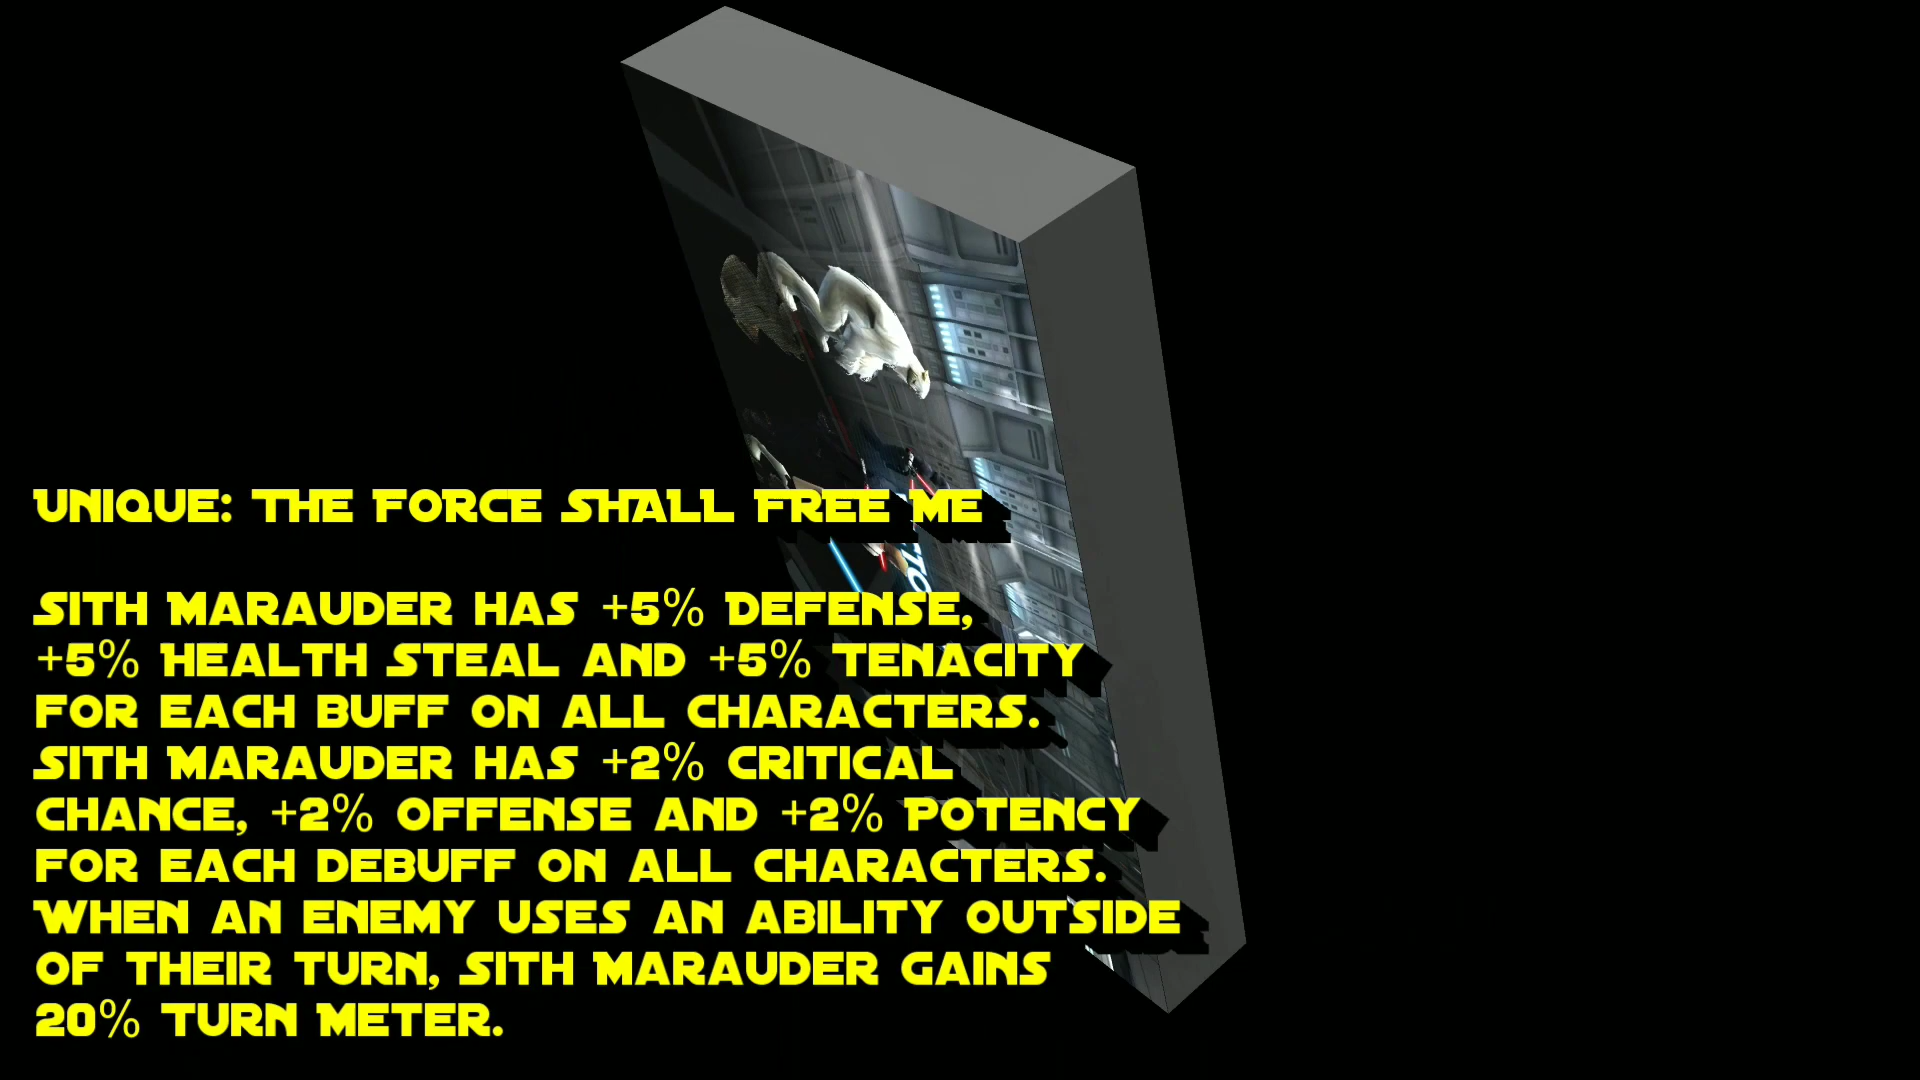 Unique: The Force Shall Free Me
Sith Marauder has +5% Defense,
+5% Health Steal and +5% Tenacity
for each buff on all characters.
Sith Marauder has +2% Critical
Chance, +2% Offense and +2% Potency
for each debuff on all characters.
When an enemy uses an ability outside
of their turn, Sith Marauder gains
20% Turn Meter.